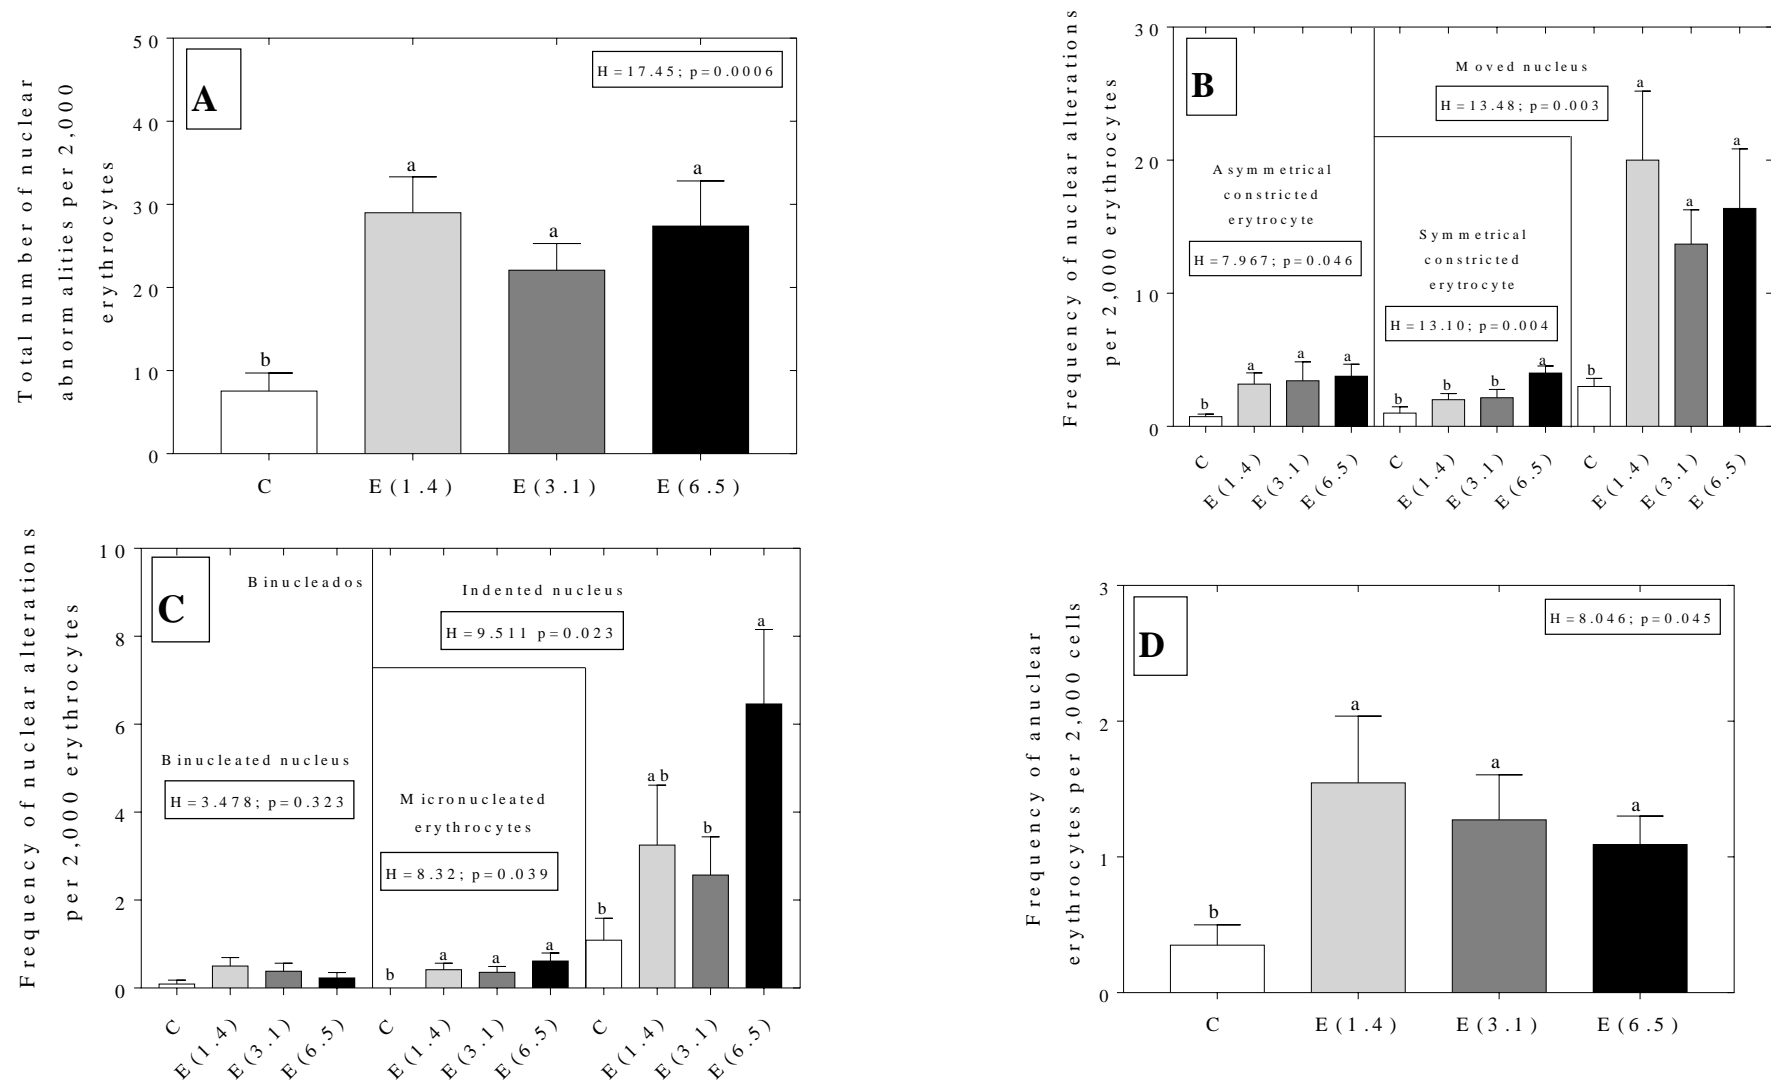 Total number of nuclear
abnormalities per 2,000
erythrocytes
50
40
30
20
10
0
A
H=17.45; p=0.0006
b
a
a
a
C
E(1.4)
E(3.1)
E(6.5)
Frequency of nuclear alterations
per 2,000 erythrocytes
30
20
10
0
B
Moved nucleus
H=13.48; p=0.003
Asymmetrical
constricted
erytrocyte
H=7.967; p=0.046
Symmetrical
constricted
erytrocyte
H=13.10; p=0.004
b
a
a
a
b
b
b
a
b
a
a
a
C
E(1.4)
E(3.1)
E(6.5)
C
E(1.4)
E(3.1)
E(6.5)
C
E(1.4)
E(3.1)
E(6.5)
Frequency of nuclear alterations
per 2,000 erythrocytes
10
8
6
4
2
0
C
Binucleados
Indented nucleus
H=9.511 p=0.023
Binucleated nucleus
H=3.478; p=0.323
Micronucleated
erythrocytes
H=8.32; p=0.039
b
a
a
a
b
ab
b
a
C
E(1.4)
E(3.1)
E(6.5)
C
E(1.4)
E(3.1)
E(6.5)
C
E(1.4)
E(3.1)
E(6.5)
Frequency of anuclear
erythrocytes per 2,000 cells
3
2
1
0
D
H=8.046; p=0.045
b
a
a
a
C
E(1.4)
E(3.1)
E(6.5)